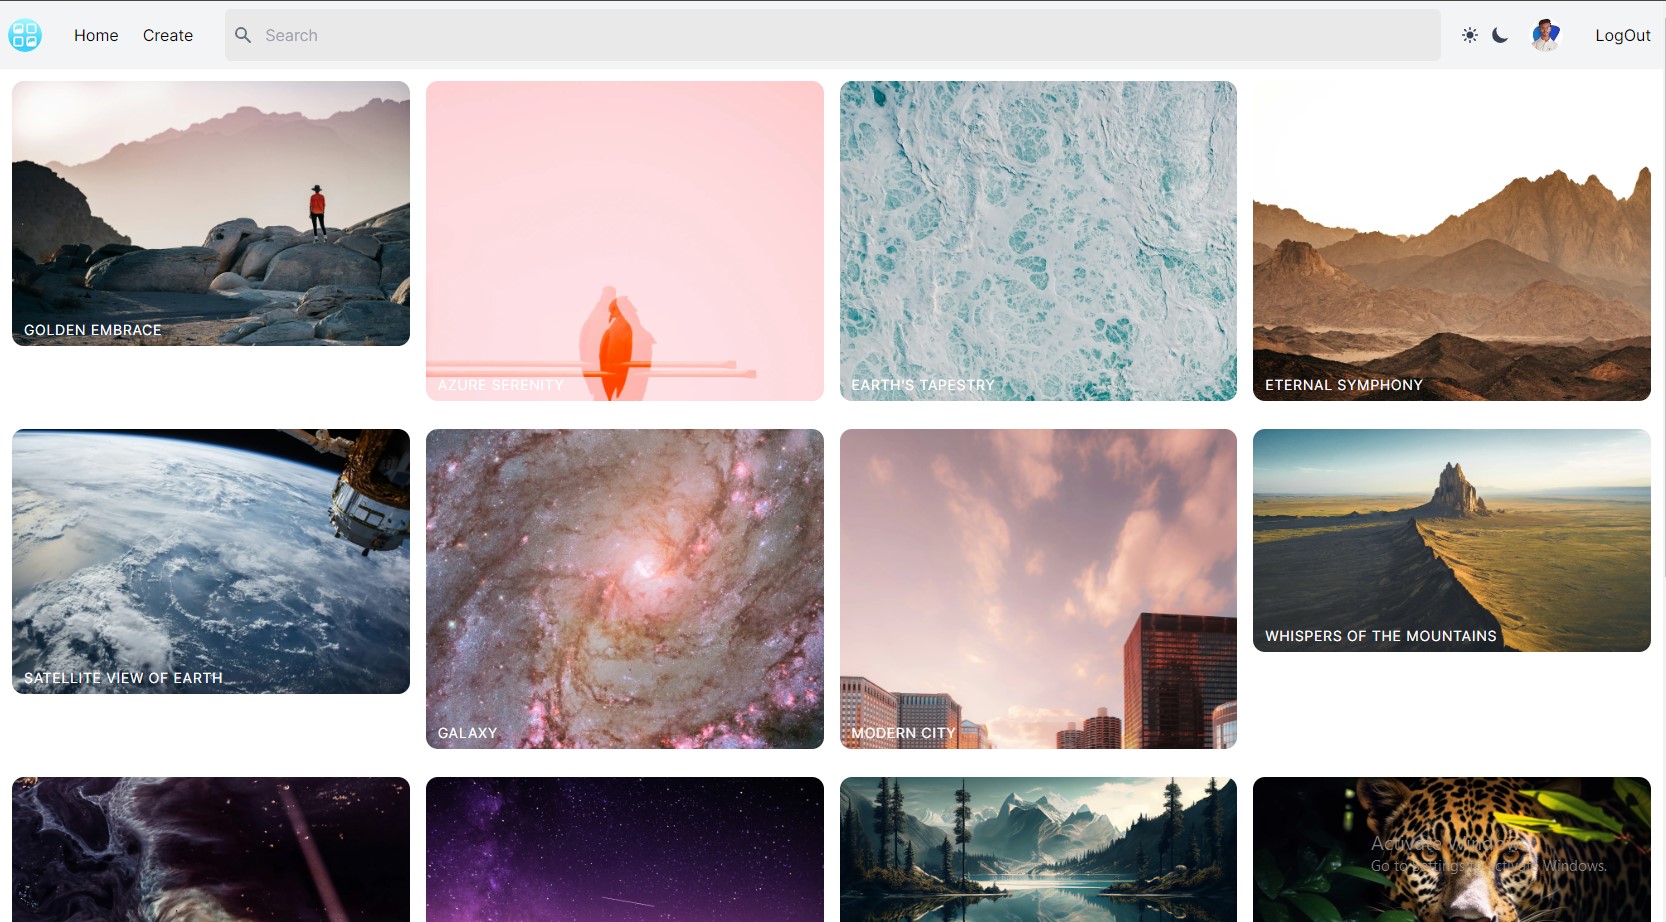 Home
Create
Search
LogOut
GOLDEN EMBRACE
AZURE SERENITY
EARTH'S TAPESTRY
ETERNAL SYMPHONY
SATELLITE VIEW OF EARTH
GALAXY
MODERN CITY
WHISPERS OF THE MOUNTAINS
Activate Windows
Go to Settings to activate Windows.